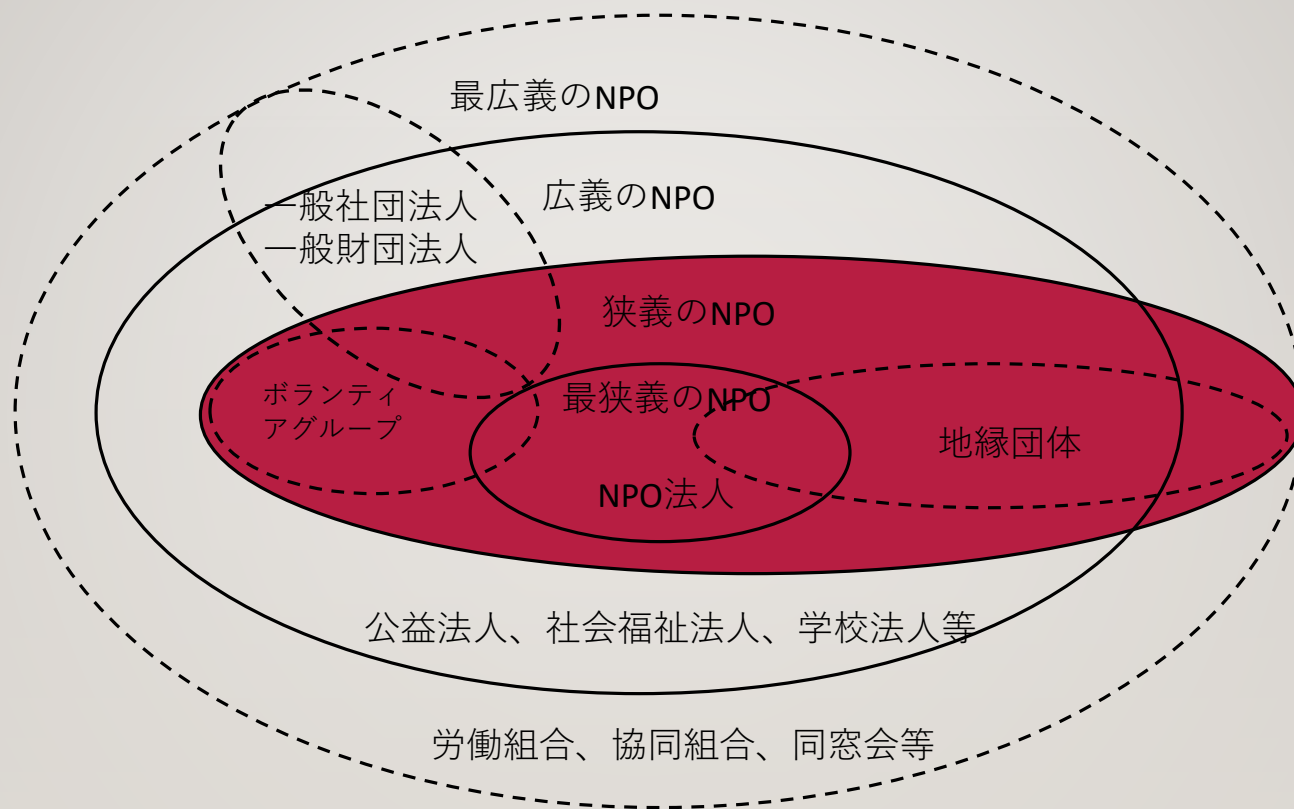 最広義のNPO
広義のNPO
一般社団法人
一般財団法人
狭義のNPO
最狭義のNPO
ボランティ
アグループ
地縁団体
NPO法人
公益法人、社会福祉法人、学校法人等
労働組合、協同組合、同窓会等